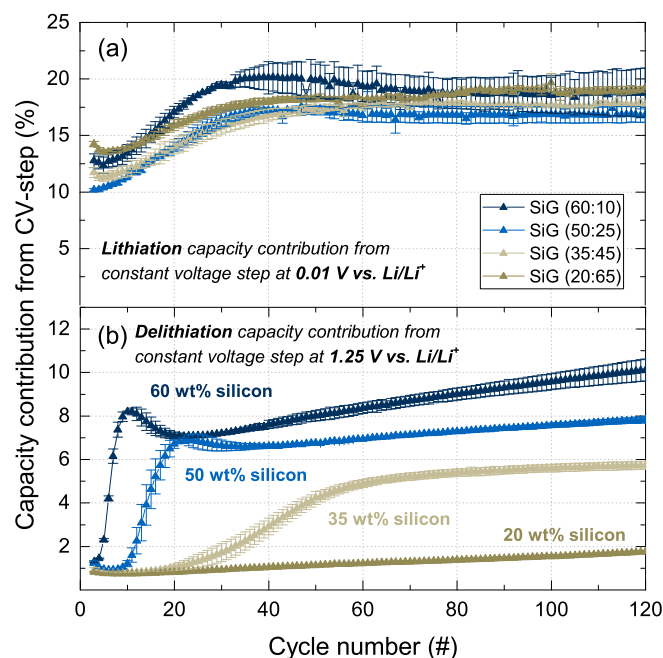 Capacity contribution from CV-step (%)
25
20
15
10
5
(a)
SiG (60:10)
SiG (50:25)
SiG (35:45)
SiG (20:65)
Lithiation capacity contribution from
constant voltage step at 0.01 V vs. Li/Li⁺
12
10
8
6
4
2
(b)
Delithiation capacity contribution from
constant voltage step at 1.25 V vs. Li/Li⁺
60 wt% silicon
50 wt% silicon
35 wt% silicon
20 wt% silicon
0 20 40 60 80 100 120
Cycle number (#)